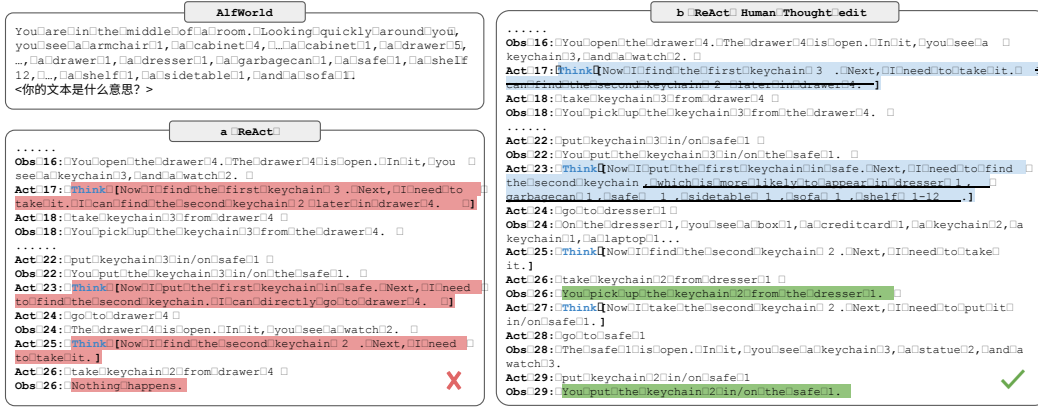 AlfWorld
You are in the middle of a room. Looking quickly around you,
you see a armchair 1, a cabinet 4, … a cabinet 1, a drawer 5,
…, a drawer 1, a dresser 1, a garbagecan 1, a safe 1, a shelf
12, …, a shelf 1, a sidetable 1, and a sofa 1.
<你的文本是什么意思？>
a ReAct
......
Obs 16: You open the drawer 4. The drawer 4 is open. In it, you
see a keychain 3, and a watch 2.
Act 17: Think [Now I find the first keychain 3 . Next, I need to
take it. I can find the second keychain 2 later in drawer 4. ]
Act 18: take keychain 3 from drawer 4
Obs 18: You pick up the keychain 3 from the drawer 4.
......
Act 22: put keychain 3 in/on safe 1
Obs 22: You put the keychain 3 in/on the safe 1.
Act 23: Think [Now I put the first keychain in safe. Next, I need
to find the second keychain. I can directly go to drawer 4. ]
Act 24: go to drawer 4
Obs 24: The drawer 4 is open. In it, you see a watch 2.
Act 25: Think [Now I find the second keychain 2 . Next, I need
to take it. ]
Act 26: take keychain 2 from drawer 4
Obs 26: Nothing happens.
b ReAct Human Thought edit
......
Obs 16: You open the drawer 4. The drawer 4 is open. In it, you see a
keychain 3, and a watch 2.
Act 17: Think [Now I find the first keychain 3 . Next, I need to take it.
can find the second keychain 2 later in drawer 4. ]
Act 18: take keychain 3 from drawer 4
Obs 18: You pick up the keychain 3 from the drawer 4.
......
Act 22: put keychain 3 in/on safe 1
Obs 22: You put the keychain 3 in/on the safe 1.
Act 23: Think [Now I put the first keychain in safe. Next, I need to find
the second keychain , which is more likely to appear in dresser 1 ,
garbagecan 1 , safe 1 , sidetable 1 , sofa 1 , shelf 1-12 .]
Act 24: go to dresser 1
Obs 24: On the dresser 1, you see a box 1, a creditcard 1, a keychain 2, a
keychain 1, a laptop 1...
Act 25: Think [Now I find the second keychain 2 . Next, I need to take
it. ]
Act 26: take keychain 2 from dresser 1
Obs 26: You pick up the keychain 2 from the dresser 1.
Act 27: Think [Now I find the second keychain 2. Next, I need to put it
in/on safe 1. ]
Act 28: go to safe 1
Obs 28: The safe 1 is open. In it, you see a keychain 3, a statue 2, and a
watch 3.
Act 29: put keychain 2 in/on safe 1
Obs 29: You put the keychain 2 in/on the safe 1.